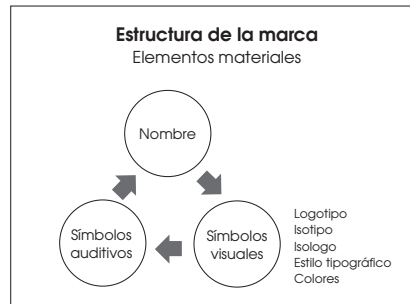 Estructura de la marca
Elementos materiales
Nombre
Símbolos
auditivos
Símbolos
visuales
Logotipo
Isotipo
Isologo
Estilo tipográfico
Colores